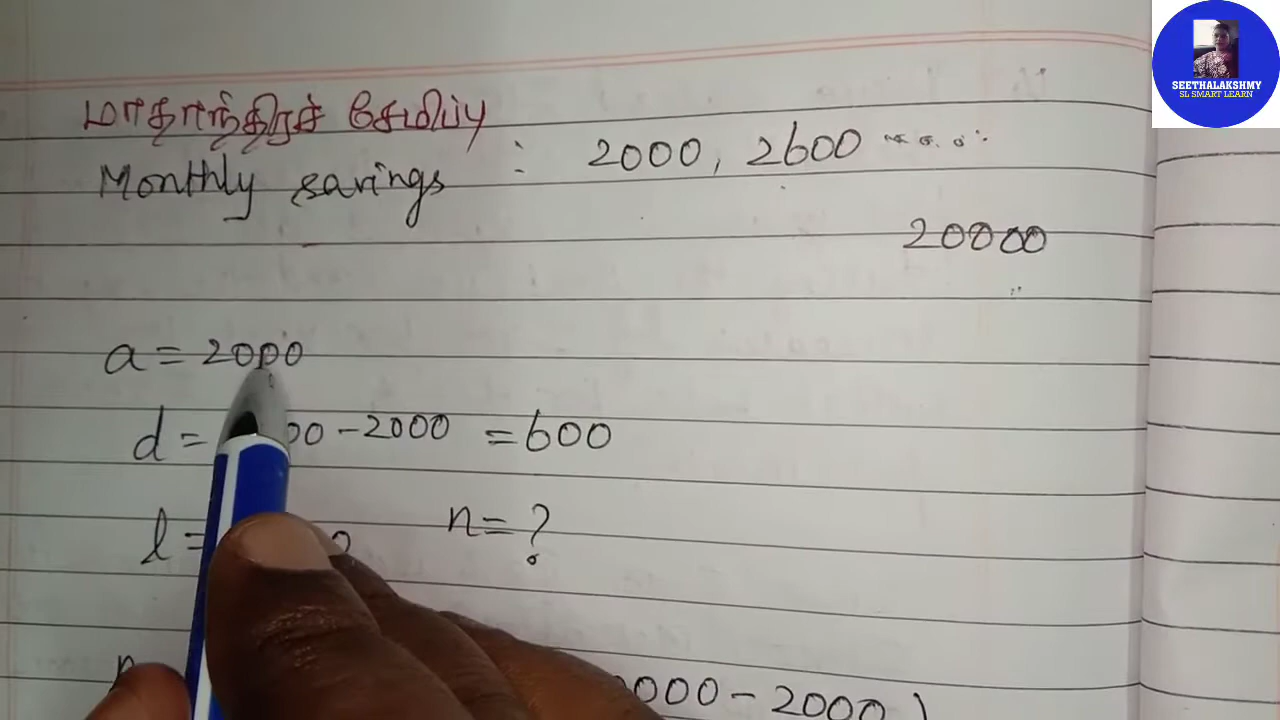 SEETHALAKSHMY
SL SMART LEARN
மாதாந்திரச் சேமிப்பு
Monthly savings : 2000, 2600 ....
20000
a = 2000
d = 00 - 2000 = 600
l = n = ?
000 - 2000 )